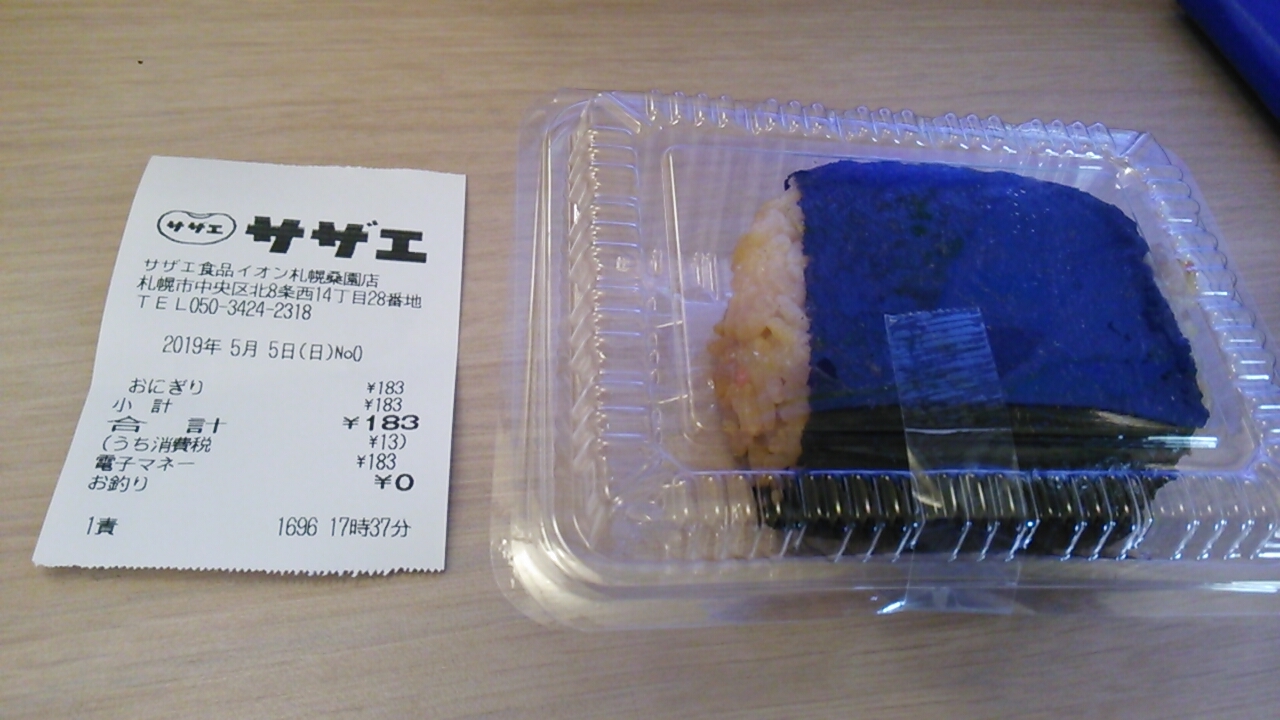 サザエ サザエ
サザエ食品イオン札幌桑園店
札幌市中央区北8条西14丁目28番地
TEL050-3424-2318
2019年 5月 5日(日)No0
おにぎり ¥183
小 計 ¥183
合 計 ¥183
(うち消費税 ¥13)
電子マネー ¥183
お釣り ¥0
1責 1696 17時37分